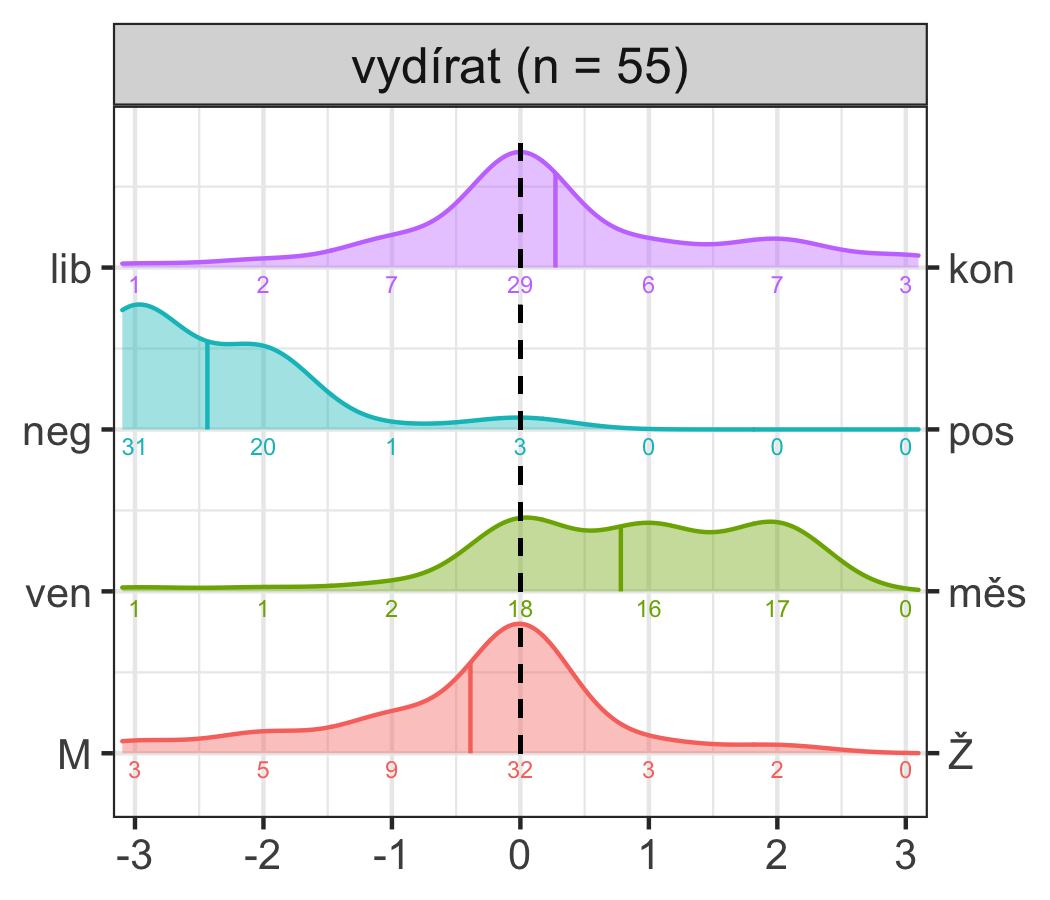 vydírat (n = 55)
lib kon
1 2 7 29 6 7 3
neg pos
31 20 1 3 0 0 0
ven měs
1 1 2 18 16 17 0
M Ž
3 5 9 32 3 2 0
-3 -2 -1 0 1 2 3